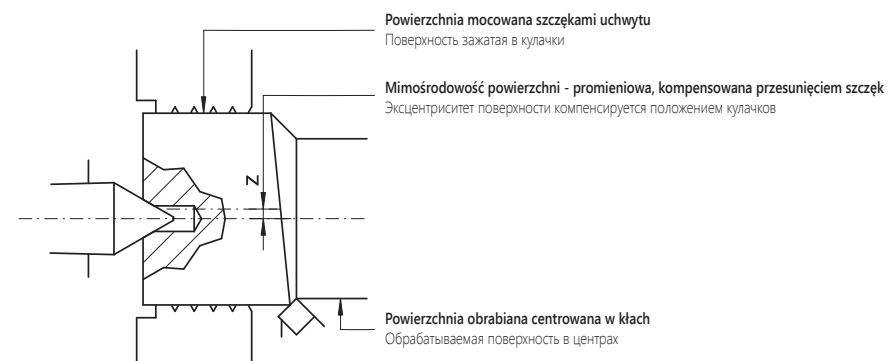 Powierzchnia mocowana szczękami uchwytu
Поверхность зажатая в кулачки
Mimośrodowość powierzchni - promieniowa, kompensowana przesunięciem szczęk
Эксцентриситет поверхности компенсируется положением кулачков
Z
Powierzchnia obrabiana centrowana w kłach
Обрабатываемая поверхность в центрах